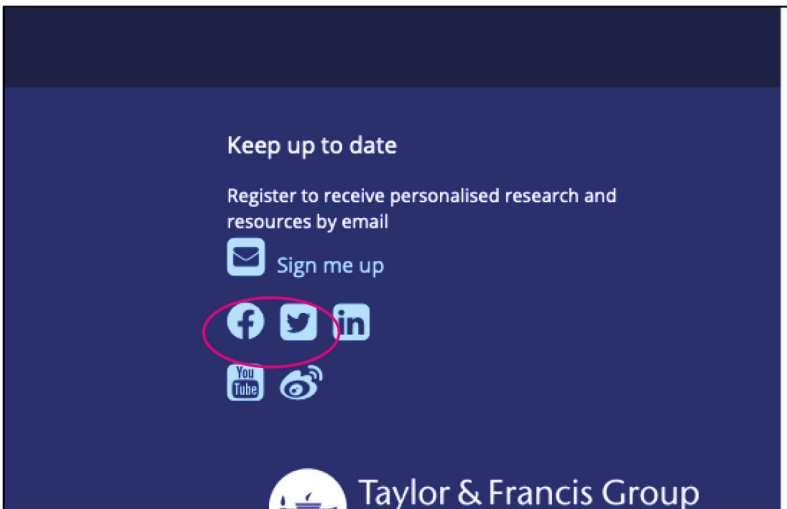 Keep up to date
Register to receive personalised research and
resources by email
Sign me up
f in
You
Tube
Taylor & Francis Group